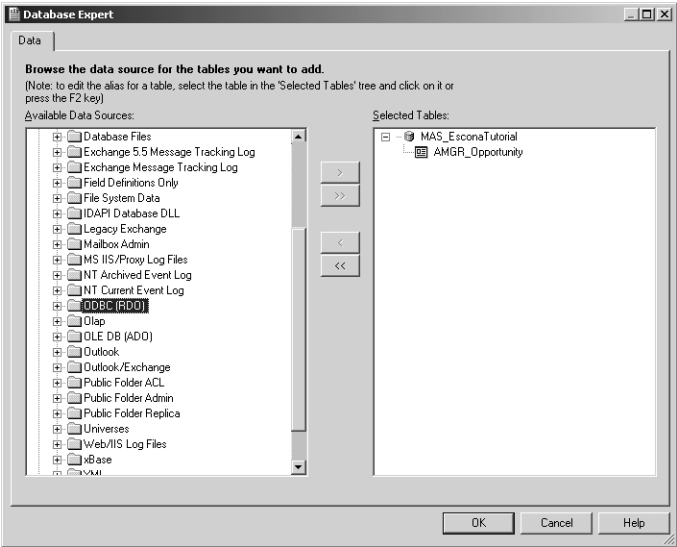 Database Expert
Data
Browse the data source for the tables you want to add.
(Note: to edit the alias for a table, select the table in the 'Selected Tables' tree and click on it or
press the F2 key)
Available Data Sources:
Selected Tables:
Database Files
Exchange 5.5 Message Tracking Log
Exchange Message Tracking Log
Field Definitions Only
File System Data
IDAPI Database DLL
Legacy Exchange
Mailbox Admin
MS IIS/Proxy Log Files
NT Archived Event Log
NT Current Event Log
ODBC (RDO)
Olap
OLE DB (ADO)
Outlook
Outlook/Exchange
Public Folder ACL
Public Folder Admin
Public Folder Replica
Universes
Web/IIS Log Files
xBase
XML
>
>>
<
<<
MAS_EsconaTutorial
AMGR_Opportunity
OK
Cancel
Help